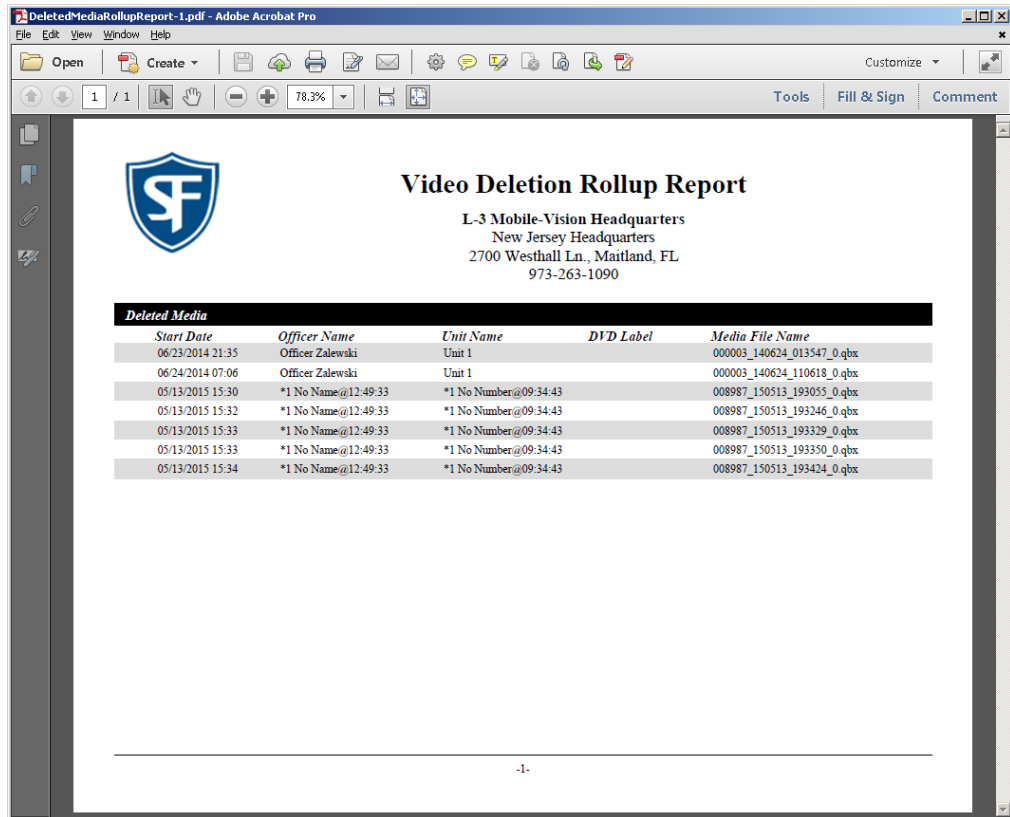 DeletedMediaRollupReport-1.pdf - Adobe Acrobat Pro
File Edit View Window Help
Open Create Customize
1 / 1 78.3% Tools Fill & Sign Comment
SF
Video Deletion Rollup Report
L-3 Mobile-Vision Headquarters
New Jersey Headquarters
2700 Westhall Ln., Maitland, FL
973-263-1090
Deleted Media
Start Date Officer Name Unit Name DVD Label Media File Name
06/23/2014 21:35 Officer Zalewski Unit 1 000003_140624_013547_0.qbx
06/24/2014 07:06 Officer Zalewski Unit 1 000003_140624_110618_0.qbx
05/13/2015 15:30 *1 No Name@12:49:33 *1 No Number@09:34:43 008987_150513_193055_0.qbx
05/13/2015 15:32 *1 No Name@12:49:33 *1 No Number@09:34:43 008987_150513_193246_0.qbx
05/13/2015 15:33 *1 No Name@12:49:33 *1 No Number@09:34:43 008987_150513_193329_0.qbx
05/13/2015 15:33 *1 No Name@12:49:33 *1 No Number@09:34:43 008987_150513_193350_0.qbx
05/13/2015 15:34 *1 No Name@12:49:33 *1 No Number@09:34:43 008987_150513_193424_0.qbx
-1-